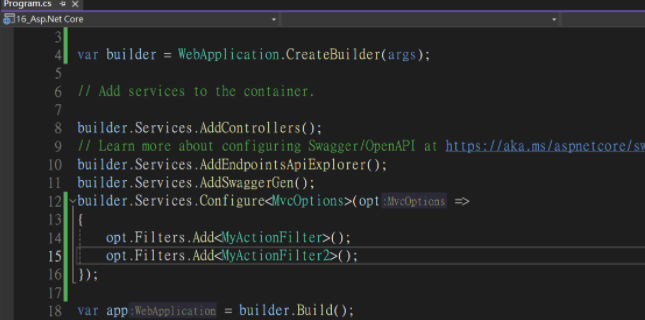 Program.cs
16_Asp.Net Core
3
4 var builder = WebApplication.CreateBuilder(args);
5
6 // Add services to the container.
7
8 builder.Services.AddControllers();
9 // Learn more about configuring Swagger/OpenAPI at https://aka.ms/aspnetcore/sw
10 builder.Services.AddEndpointsApiExplorer();
11 builder.Services.AddSwaggerGen();
12 builder.Services.Configure<MvcOptions>(opt :MvcOptions =>
13 {
14 opt.Filters.Add<MyActionFilter>();
15 opt.Filters.Add<MyActionFilter2>();
16 });
17
18 var app :WebApplication = builder.Build();